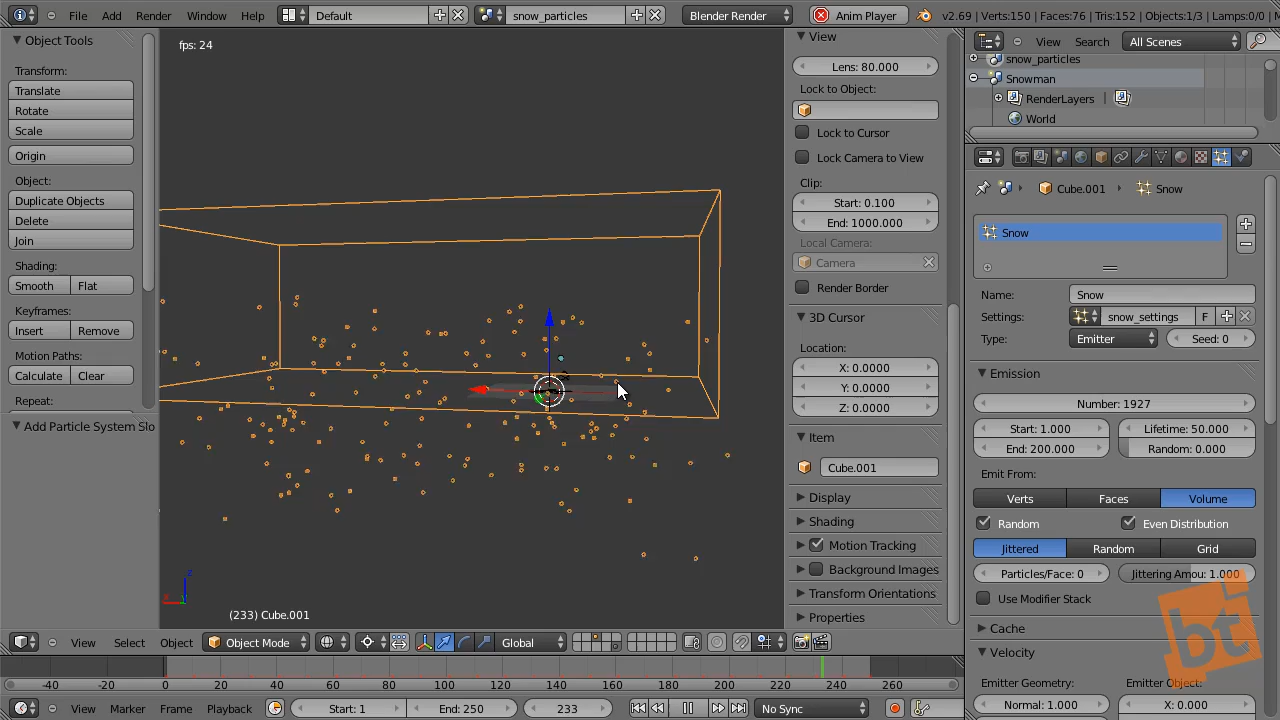 File Add Render Window Help Default snow_particles Blender Render Anim Player v2.69 | Verts:150 | Faces:76 | Tris:152 | Objects:1/3 | Lamps:0/0 |
Object Tools
Transform:
Translate
Rotate
Scale
Origin
Object:
Duplicate Objects
Delete
Join
Shading:
Smooth Flat
Keyframes:
Insert Remove
Motion Paths:
Calculate Clear
Repeat:
Add Particle System Slo
fps: 24
(233) Cube.001
x
z
View
Lens: 80.000
Lock to Object:
Lock to Cursor
Lock Camera to View
Clip:
Start: 0.100
End: 1000.000
Local Camera:
Camera
Render Border
3D Cursor
Location:
X: 0.0000
Y: 0.0000
Z: 0.0000
Item
Cube.001
Display
Shading
Motion Tracking
Background Images
Transform Orientations
Properties
View Search All Scenes
snow_particles
Snowman
RenderLayers |
World
Cube.001 Snow
Snow
Name: Snow
Settings: snow_settings F
Type: Emitter Seed: 0
Emission
Number: 1927
Start: 1.000 Lifetime: 50.000
End: 200.000 Random: 0.000
Emit From:
Verts Faces Volume
Random Even Distribution
Jittered Random Grid
Particles/Face: 0 Jittering Amou: 1.000
Use Modifier Stack
Cache
Velocity
Emitter Geometry: Emitter Object:
Normal: 1.000 X: 0.000
bt
View Select Object Object Mode Global
-40 -20 0 20 40 60 80 100 120 140 160 180 200 220 240 260
View Marker Frame Playback Start: 1 End: 250 233 No Sync